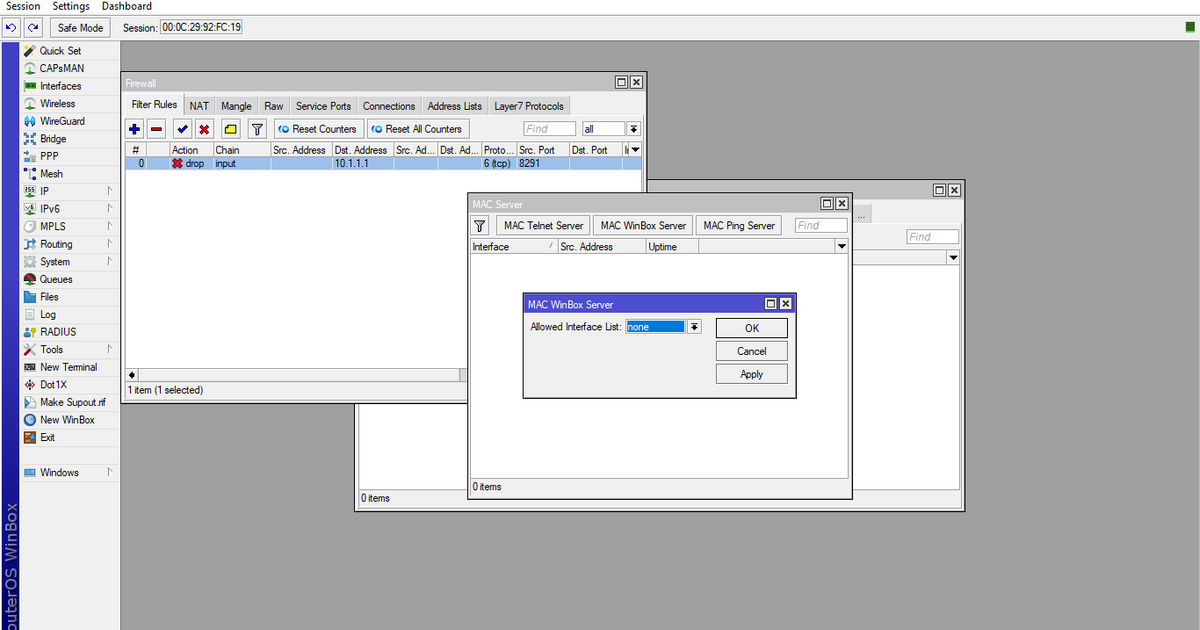 Session Settings Dashboard
Safe Mode Session: 00:0C:29:92:FC:19
Quick Set
CAPsMAN
Interfaces
Wireless
WireGuard
Bridge
PPP
Mesh
IP
IPv6
MPLS
Routing
System
Queues
Files
Log
RADIUS
Tools
New Terminal
Dot1X
Make Supout.rif
New WinBox
Exit
Windows
outerOS WinBox
Firewall
Filter Rules NAT Mangle Raw Service Ports Connections Address Lists Layer7 Protocols
Reset Counters Reset All Counters Find all
# Action Chain Src. Address Dst. Address Src. Ad... Dst. Ad... Proto... Src. Port Dst. Port
0 drop input 10.1.1.1 6 (tcp) 8291
1 item (1 selected)
...
Find
0 items
MAC Server
MAC Telnet Server MAC WinBox Server MAC Ping Server Find
Interface Src. Address Uptime
0 items
MAC WinBox Server
Allowed Interface List: none
OK
Cancel
Apply